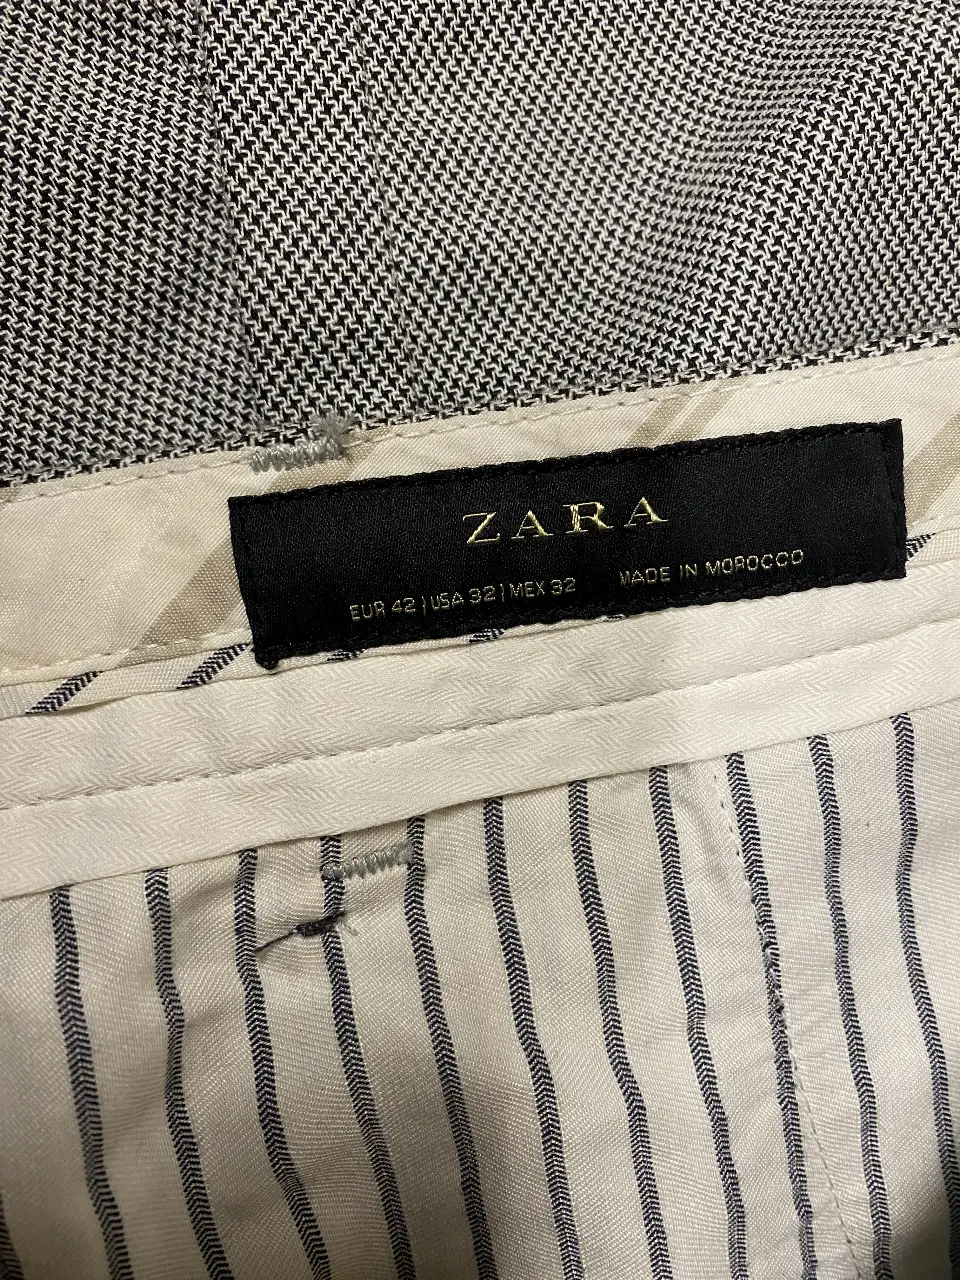 ZARA
EUR 42 | USA 32 | MEX 32 MADE IN MOROCCO